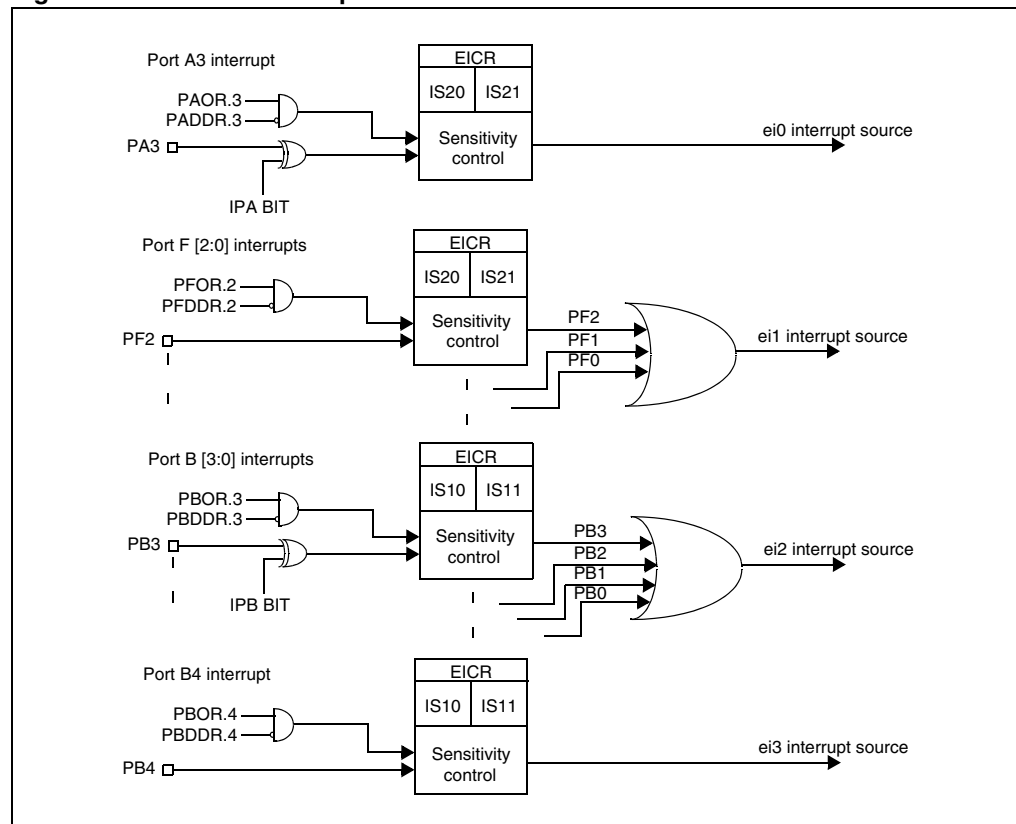 Port A3 interrupt
EICR
IS20 IS21
PAOR.3
PADDR.3
Sensitivity
control
PA3
IPA BIT
ei0 interrupt source
Port F [2:0] interrupts
EICR
IS20 IS21
PFOR.2
PFDDR.2
Sensitivity
control
PF2
PF2
PF1
PF0
ei1 interrupt source
Port B [3:0] interrupts
EICR
IS10 IS11
PBOR.3
PBDDR.3
Sensitivity
control
PB3
IPB BIT
PB3
PB2
PB1
PB0
ei2 interrupt source
Port B4 interrupt
EICR
IS10 IS11
PBOR.4
PBDDR.4
Sensitivity
control
PB4
ei3 interrupt source